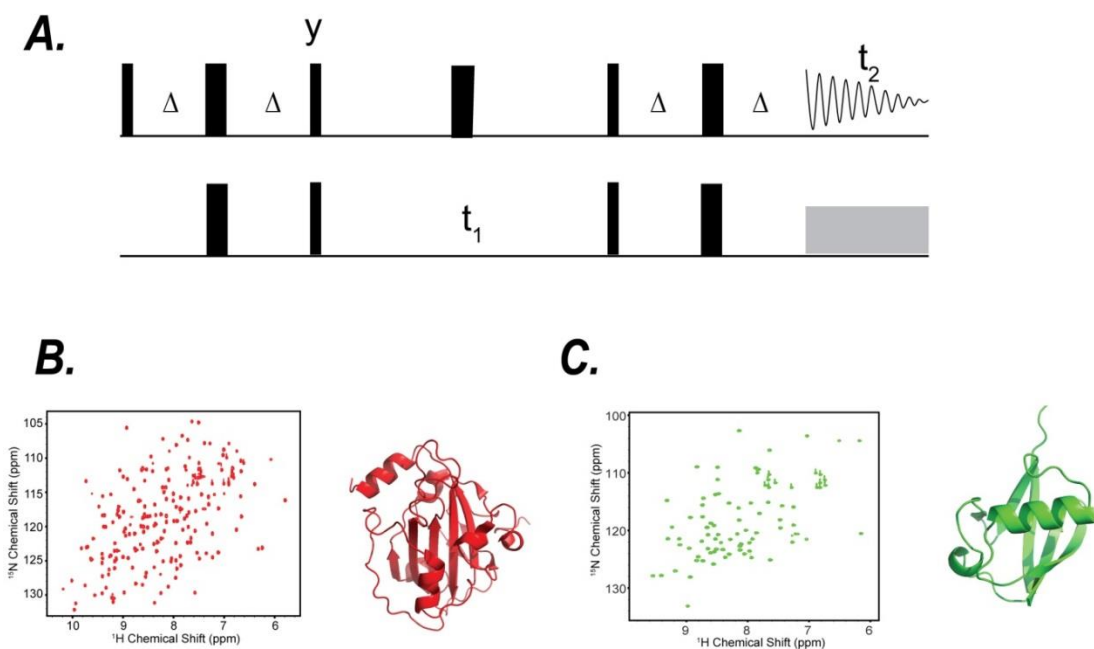 A.
y
t₂
Δ Δ Δ Δ
t₁
B.
C.
105
110
115
120
125
130
¹⁵N Chemical Shift (ppm)
10 9 8 7 6
¹H Chemical Shift (ppm)
100
110
120
130
¹⁵N Chemical Shift (ppm)
9 8 7 6
¹H Chemical Shift (ppm)